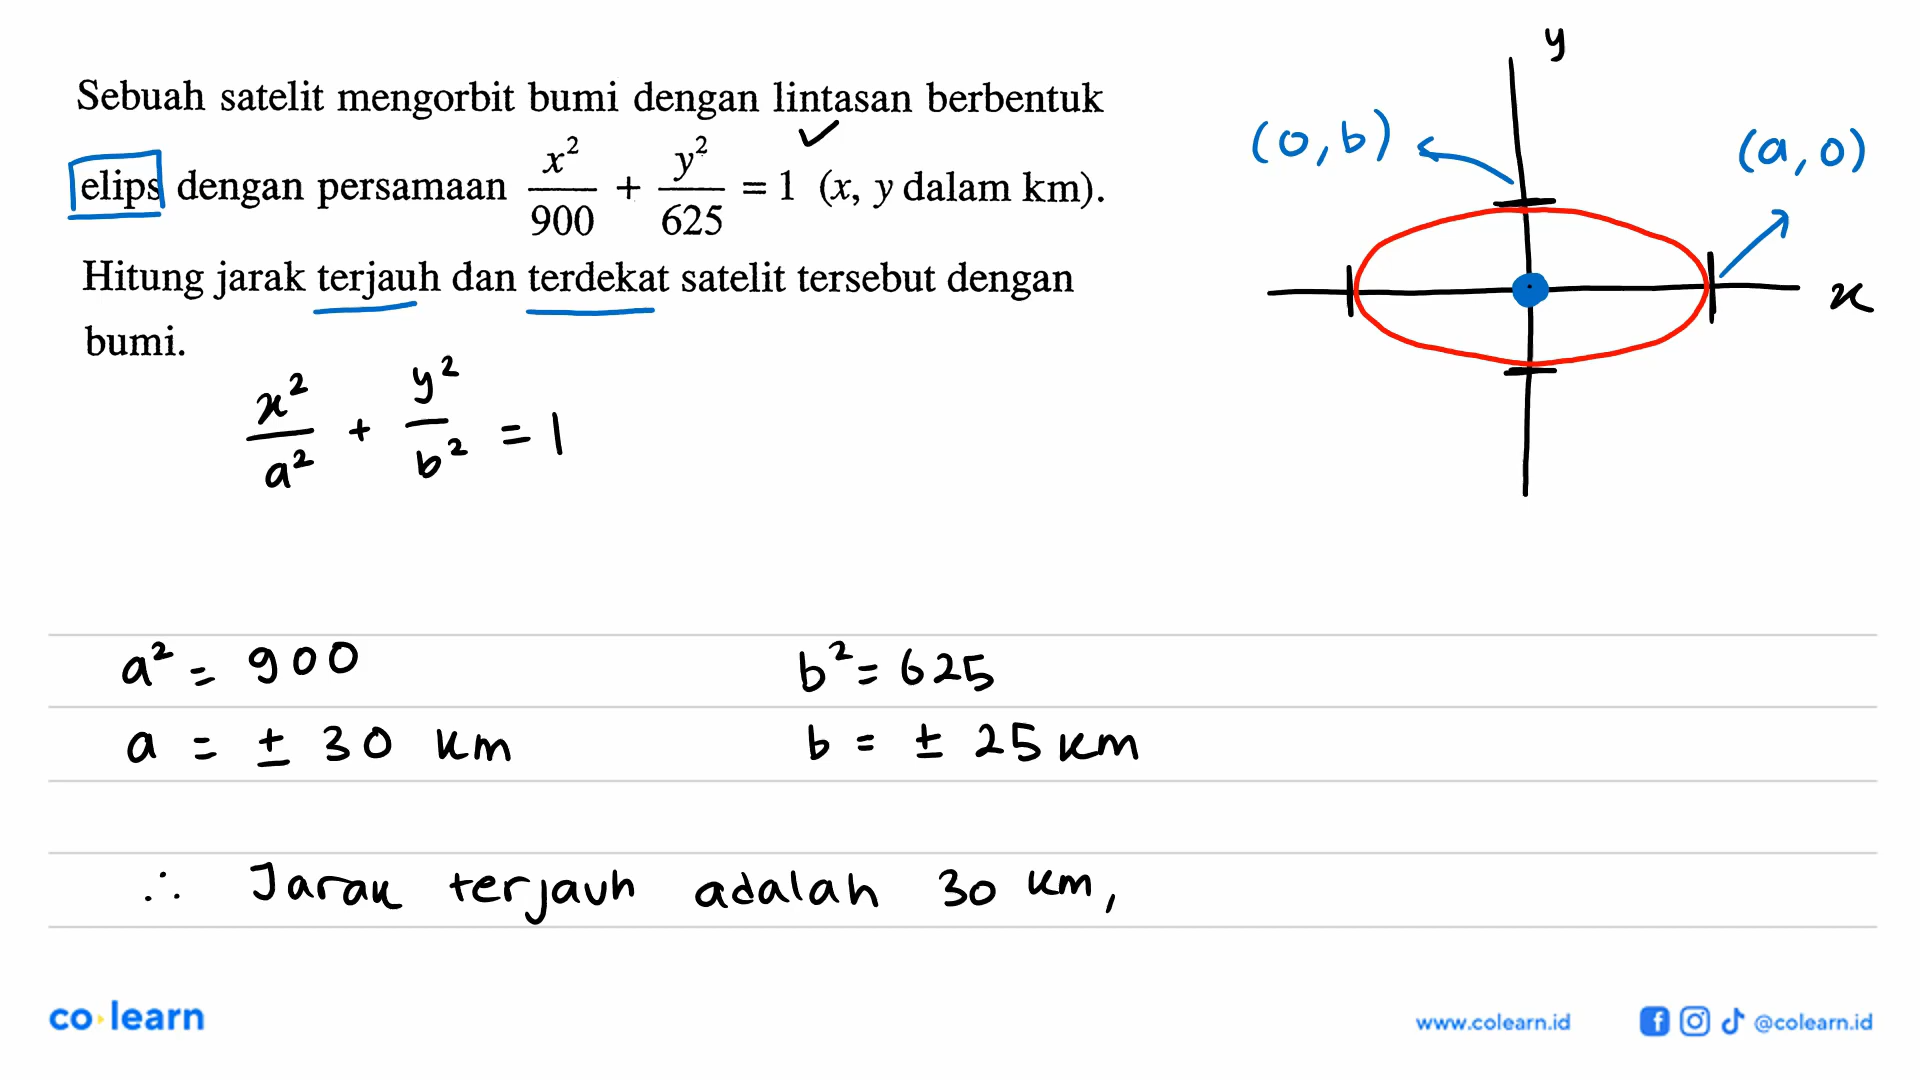 Sebuah satelit mengorbit bumi dengan lintasan berbentuk
elips dengan persamaan x²/900 + y²/625 = 1 (x, y dalam km).
Hitung jarak terjauh dan terdekat satelit tersebut dengan
bumi.
x²/a² + y²/b² = 1
y
(0, b)
(a, 0)
x
a² = 900
b² = 625
a = ± 30 km
b = ± 25 km
∴ Jarak terjauh adalah 30 km,
co learn
www.colearn.id
@colearn.id